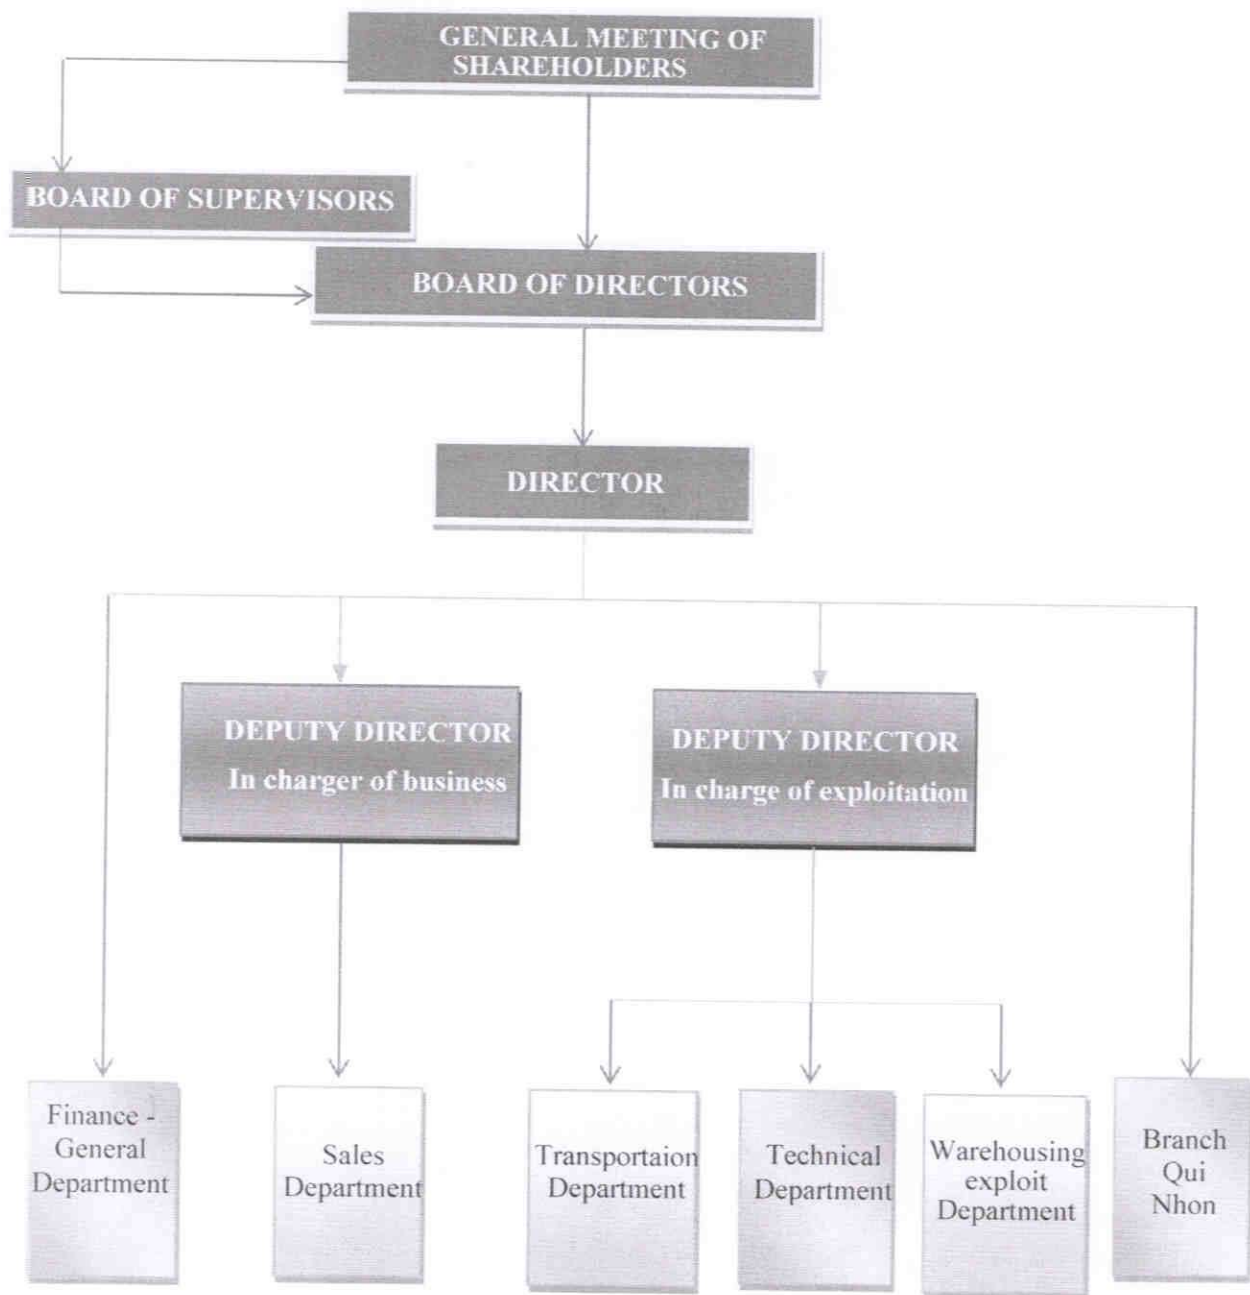 GENERAL MEETING OF
SHAREHOLDERS
BOARD OF SUPERVISORS
BOARD OF DIRECTORS
DIRECTOR
DEPUTY DIRECTOR
In charger of business
DEPUTY DIRECTOR
In charge of exploitation
Finance -
General
Department
Sales
Department
Transportaion
Department
Technical
Department
Warehousing
exploit
Department
Branch
Qui
Nhon